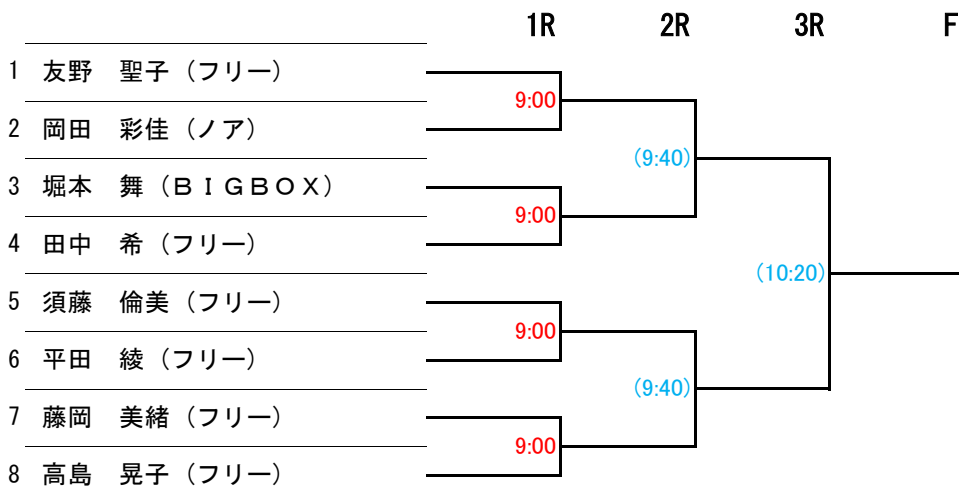 1R 2R 3R F
1 友野 聖子（フリー）
9:00
2 岡田 彩佳（ノア）
(9:40)
3 堀本 舞（ＢＩＧＢＯＸ）
9:00
4 田中 希（フリー）
(10:20)
5 須藤 倫美（フリー）
9:00
6 平田 綾（フリー）
(9:40)
7 藤岡 美緒（フリー）
9:00
8 高島 晃子（フリー）